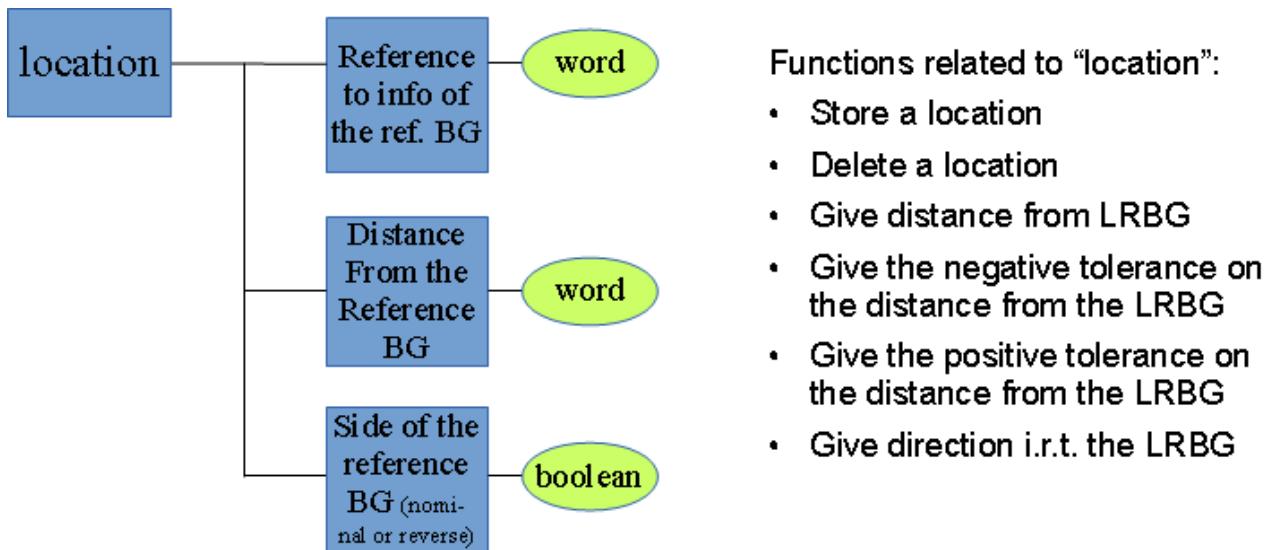 location
Reference
to info of
the ref. BG
word
Distance
From the
Reference
BG
word
Side of the
reference
BG (nomi-
nal or reverse)
boolean
Functions related to “location”:
• Store a location
• Delete a location
• Give distance from LRBG
• Give the negative tolerance on
the distance from the LRBG
• Give the positive tolerance on
the distance from the LRBG
• Give direction i.r.t. the LRBG